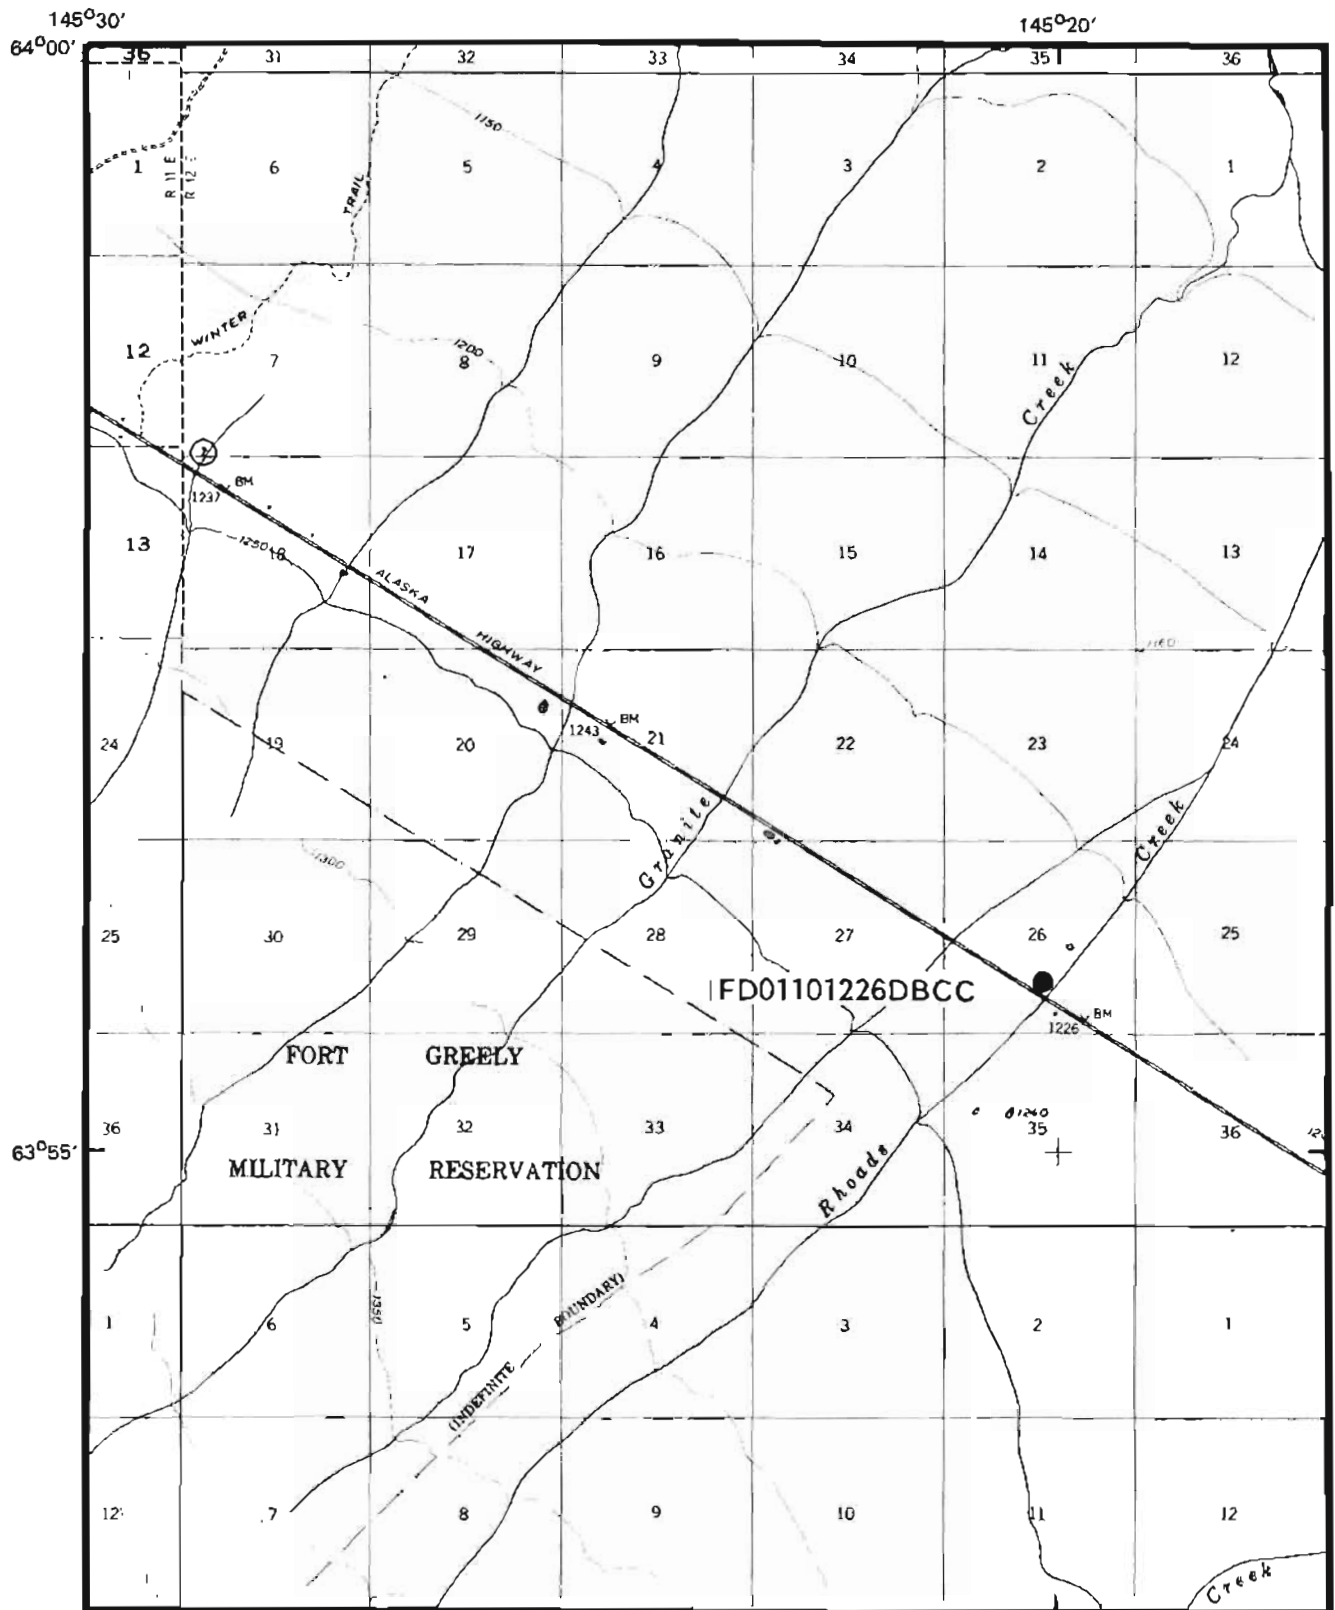 145°30′ 145°20′
64°00′
36 31 32 33 34 35 36
1150
1 R 11 E R 12 E 6 5 4 3 2 1
TRAIL
WINTER
1200
12 7 8 9 10 11 12
Creek
BM
1237
13 1250 18 17 16 15 14 13
ALASKA
HIGHWAY
1160
BM
1243
24 19 20 21 22 23 24
Granite
Creek
1300
25 30 29 28 27 26 25
FD01101226DBCC
BM
1226
FORT GREELY
1260
36 31 32 33 34 35 36
63°55′
MILITARY RESERVATION
Rhoads
1350
(INDEFINITE BOUNDARY)
1 6 5 4 3 2 1
12 7 8 9 10 11 12
Creek